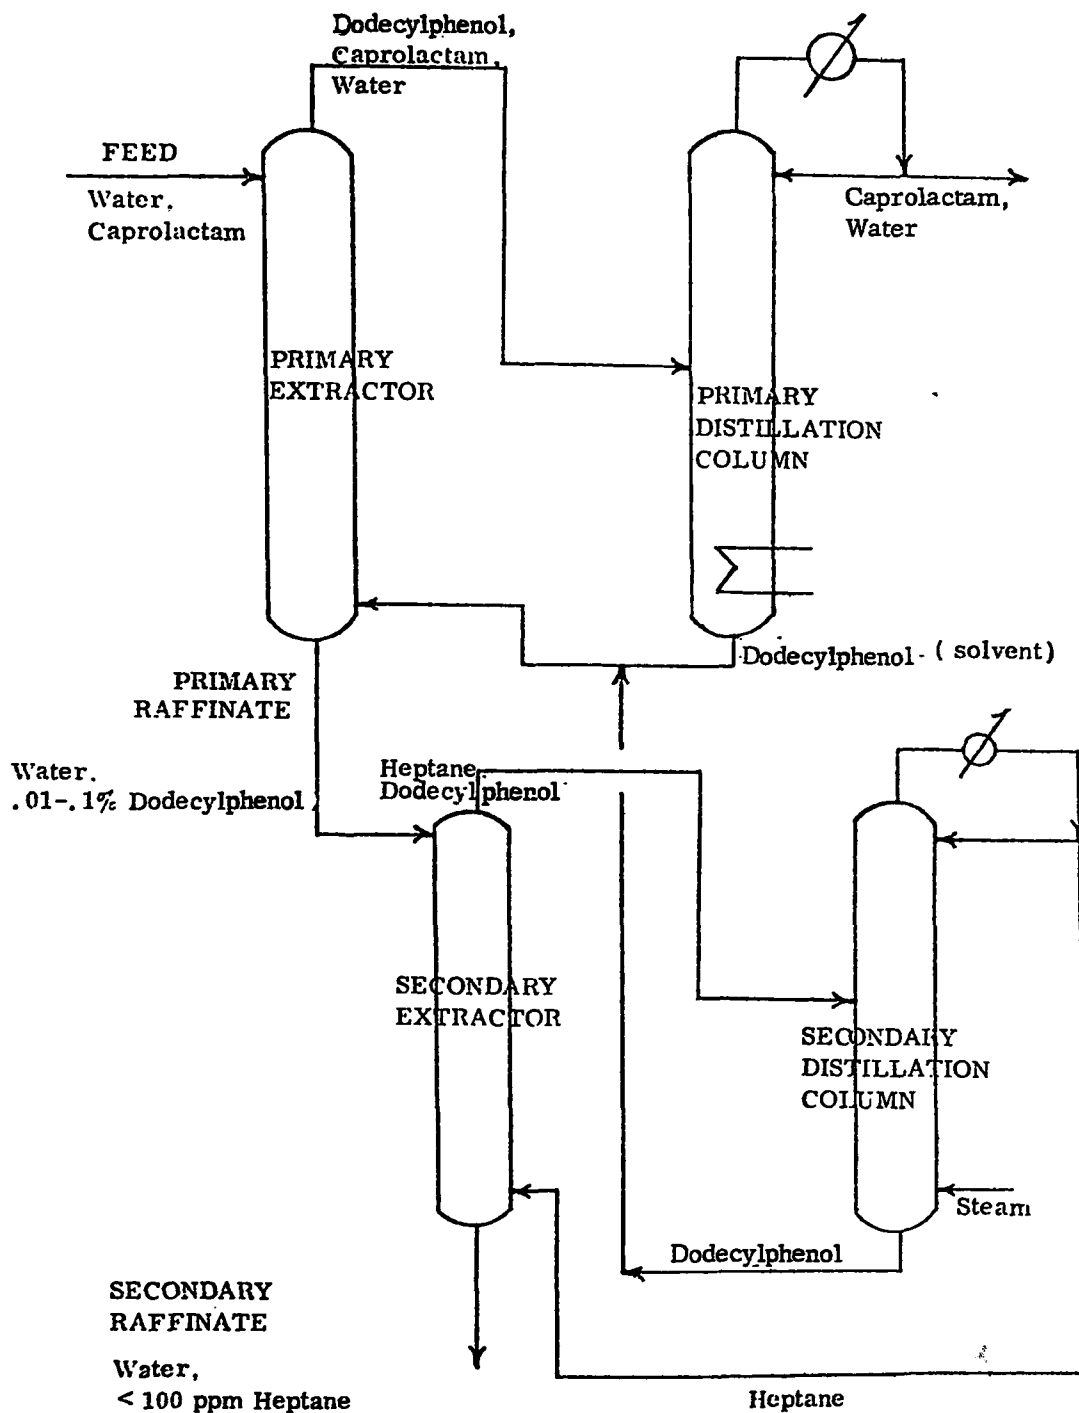 Dodecylphenol,
Caprolactam,
Water
FEED
Water,
Caprolactam
Caprolactam,
Water
PRIMARY
EXTRACTOR
PRIMARY
DISTILLATION
COLUMN
Dodecylphenol - ( solvent)
PRIMARY
RAFFINATE
Water.
.01-.1% Dodecylphenol
Heptane
Dodecylphenol
SECONDARY
EXTRACTOR
SECONDARY
DISTILLATION
COLUMN
Steam
Dodecylphenol
SECONDARY
RAFFINATE
Water,
< 100 ppm Heptane
Heptane